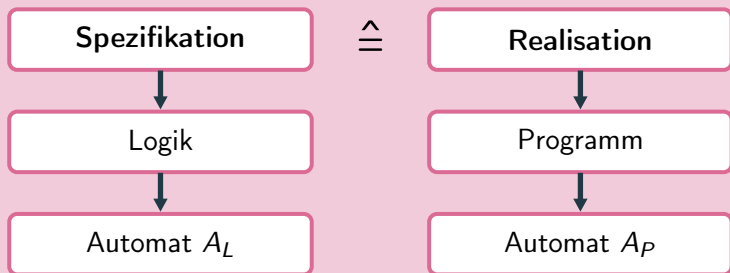 Spezifikation ≙ Realisation
Logik Programm
Automat A_L Automat A_P